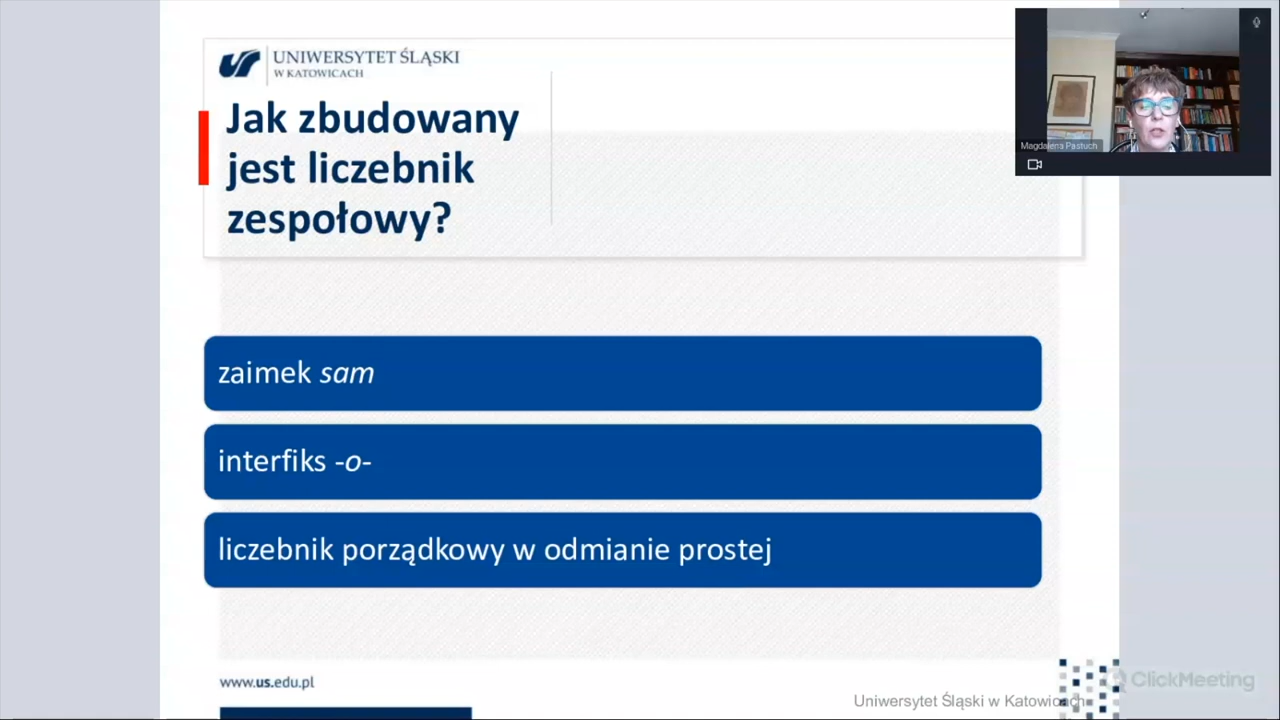 UNIWERSYTET ŚLĄSKI
W KATOWICACH
Jak zbudowany
jest liczebnik
zespołowy?
Magdalena Pastuch
zaimek sam
interfiks -o-
liczebnik porządkowy w odmianie prostej
www.us.edu.pl
ClickMeeting
Uniwersytet Śląski w Katowicach